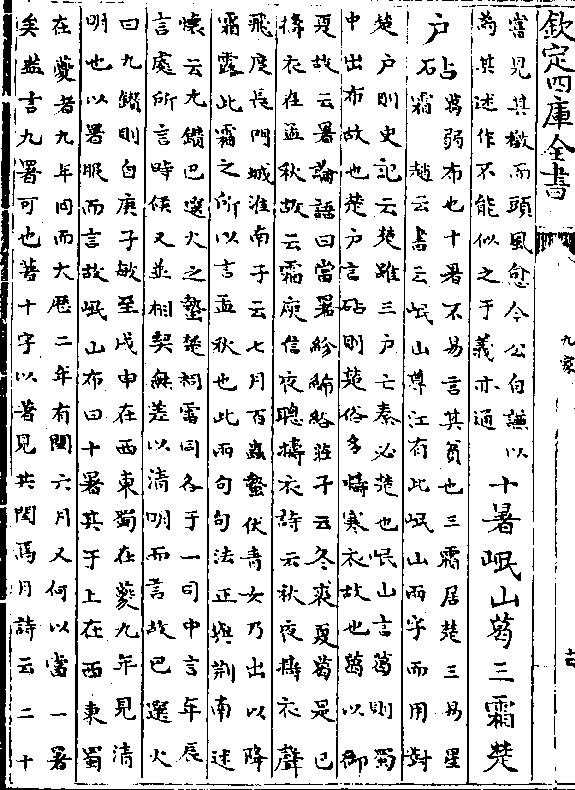 欽定四庫全書
九家
嘗見其檄而頭風愈今公自謙以
為其述作不能似之于義亦通
十暑岷山葛三霜楚
户砧
葛弱布也十暑不易言其貧也三霜居楚三易星
霜 趙云書云岷山導江有此岷山兩字而用對
楚户則史記云楚雖三户亡秦必楚也岷山言葛則蜀
中出布故也楚户言砧則楚俗多擣寒衣故也葛以御
夏故云暑論語曰當暑袗絺綌莊子云冬裘夏葛是已
擣衣在孟秋故云霜庾信夜聽擣衣詩云秋夜擣衣聲
飛度長門城淮南子云七月百蟲蟄伏青女乃出以降
霜露此霜之所以言孟秋也此兩句句法正與荆南述
懷云九鑽巴噀火之蟄楚祠雷同各于一句中言年辰
言處所言時候又並相契無差以清明而言故巴噀火
曰九鑽則自庚子歲至戊申在西東蜀在夔九年見清
明也以暑服而言故岷山布曰十暑其于上在西東蜀
在夔者九年間而大歷二年有閏六月又何以當一暑
矣並言九暑可也著十字以著見其閏焉月詩云二十